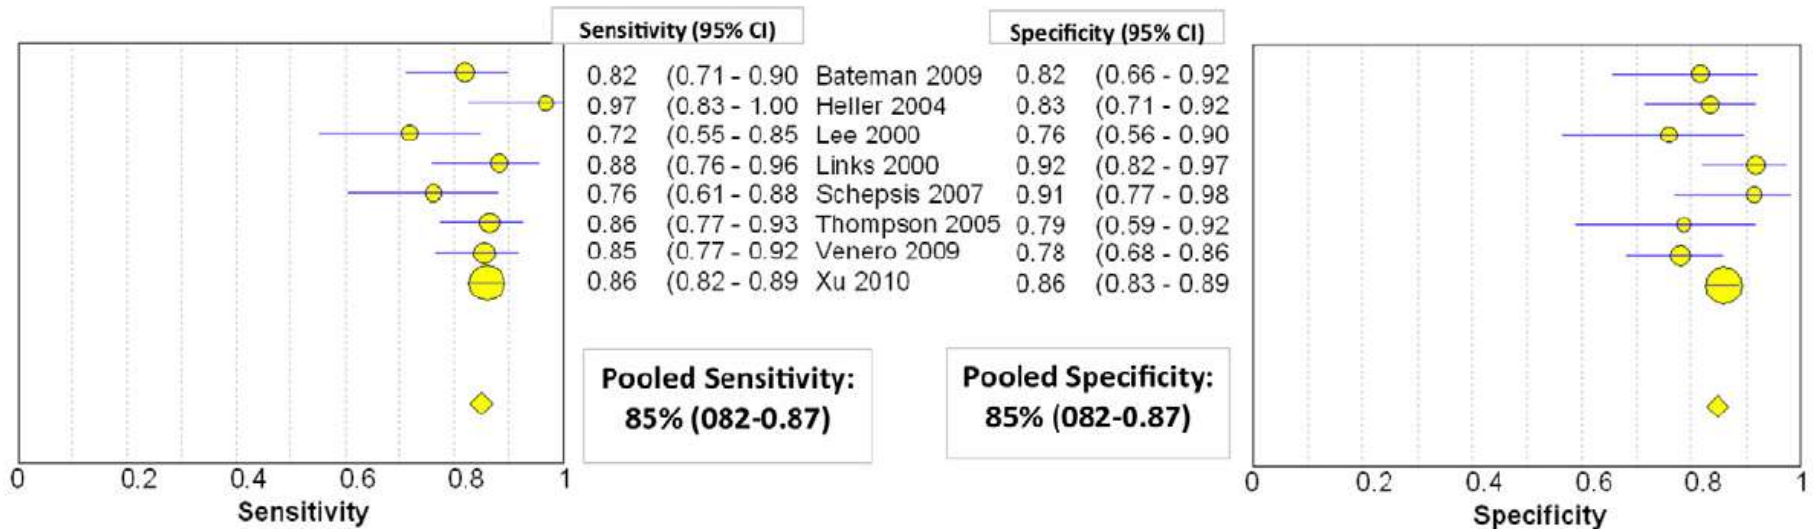 Sensitivity (95% CI) Specificity (95% CI)
0.82 (0.71 - 0.90 Bateman 2009 0.82 (0.66 - 0.92
0.97 (0.83 - 1.00 Heller 2004 0.83 (0.71 - 0.92
0.72 (0.55 - 0.85 Lee 2000 0.76 (0.56 - 0.90
0.88 (0.76 - 0.96 Links 2000 0.92 (0.82 - 0.97
0.76 (0.61 - 0.88 Schepsis 2007 0.91 (0.77 - 0.98
0.86 (0.77 - 0.93 Thompson 2005 0.79 (0.59 - 0.92
0.85 (0.77 - 0.92 Venero 2009 0.78 (0.68 - 0.86
0.86 (0.82 - 0.89 Xu 2010 0.86 (0.83 - 0.89
Pooled Sensitivity:
85% (082-0.87)
Pooled Specificity:
85% (082-0.87)
0 0.2 0.4 0.6 0.8 1
Sensitivity
0 0.2 0.4 0.6 0.8 1
Specificity